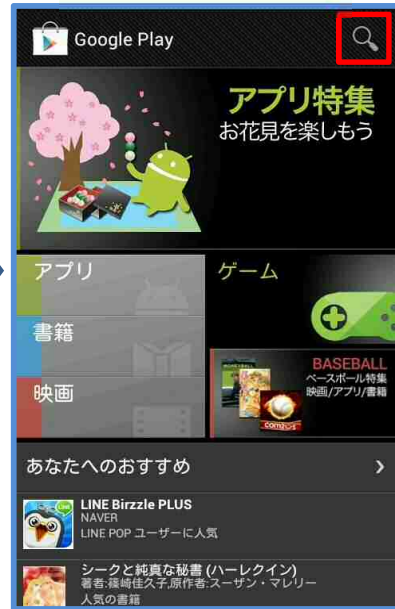 Google Play
アプリ特集
お花見を楽しもう
アプリ
ゲーム
書籍
BASEBALL
ベースボール特集
映画/アプリ/書籍
映画
あなたへのおすすめ
LINE Birzzle PLUS
NAVER
LINE POP ユーザーに人気
シークと純真な秘書 (ハーレクイン)
著者:篠崎佳久子,原作者:スーザン・マレリー
人気の書籍